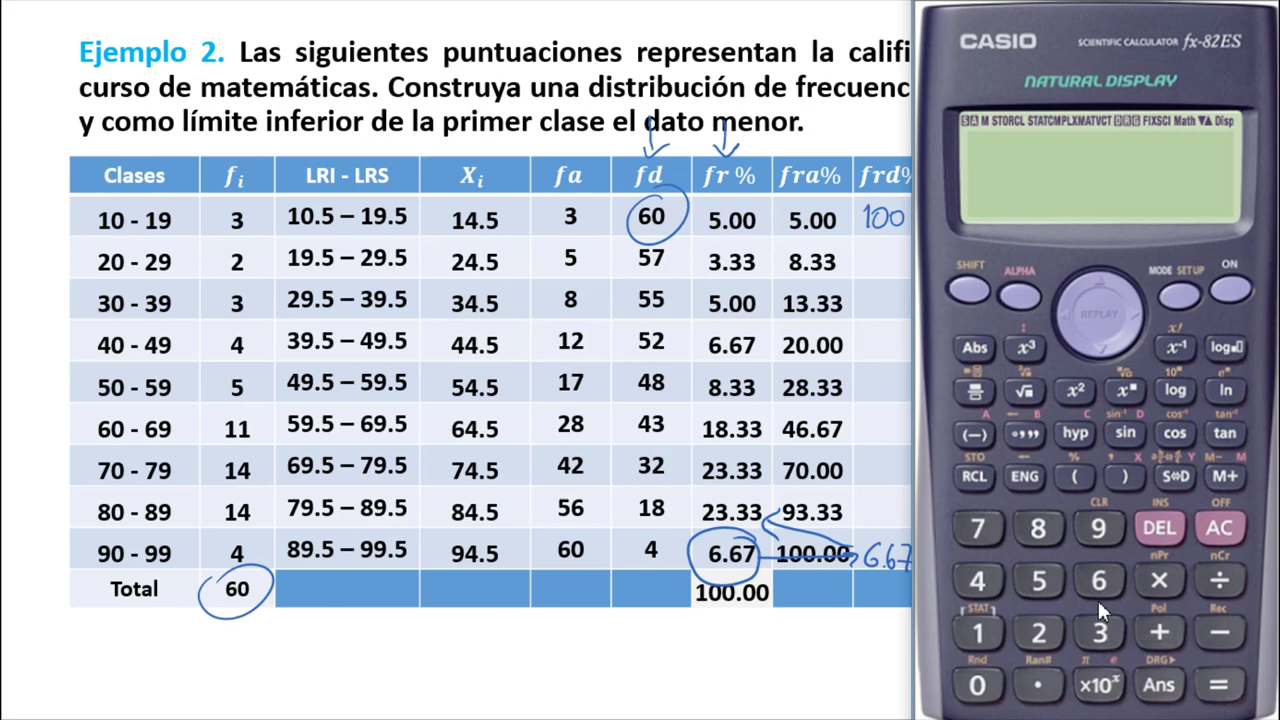 Ejemplo 2. Las siguientes puntuaciones representan la califi
curso de matemáticas. Construya una distribución de frecuenc
y como límite inferior de la primer clase el dato menor.
Clases fi LRI - LRS Xi fa fd fr % fra% frd%
10 - 19 3 10.5 – 19.5 14.5 3 60 5.00 5.00 100
20 - 29 2 19.5 – 29.5 24.5 5 57 3.33 8.33
30 - 39 3 29.5 – 39.5 34.5 8 55 5.00 13.33
40 - 49 4 39.5 – 49.5 44.5 12 52 6.67 20.00
50 - 59 5 49.5 – 59.5 54.5 17 48 8.33 28.33
60 - 69 11 59.5 – 69.5 64.5 28 43 18.33 46.67
70 - 79 14 69.5 – 79.5 74.5 42 32 23.33 70.00
80 - 89 14 79.5 – 89.5 84.5 56 18 23.33 93.33
90 - 99 4 89.5 – 99.5 94.5 60 4 6.67 100.00 6.67
Total 60 100.00
CASIO SCIENTIFIC CALCULATOR fx-82ES
NATURAL DISPLAY
SHIFT ALPHA MODE SETUP ON
REPLAY
Abs x³ x⁻¹ log
x² log ln
(−) hyp sin cos tan
RCL ENG ( ) S⇔D M+
7 8 9 DEL AC
4 5 6 × ÷
1 2 3 + −
0 · ×10ˣ Ans =